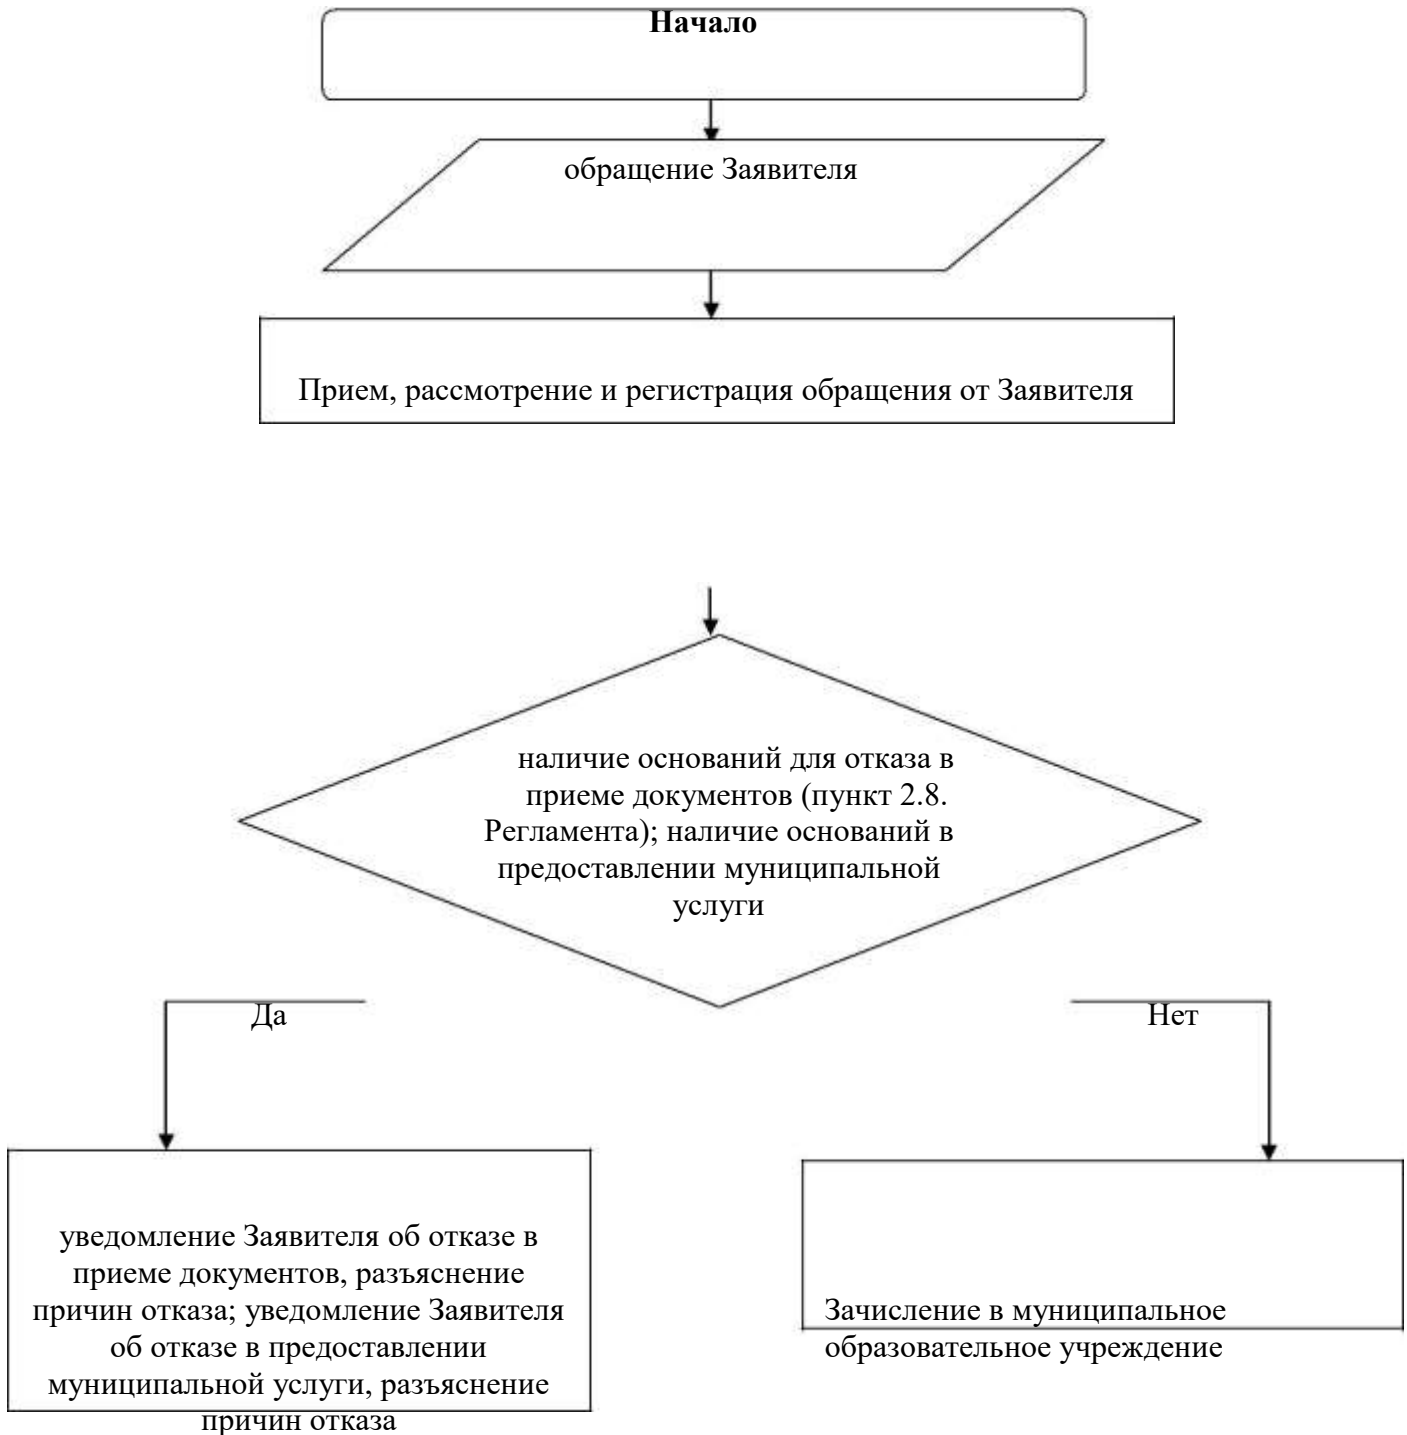 Начало
обращение Заявителя
Прием, рассмотрение и регистрация обращения от Заявителя
наличие оснований для отказа в
приеме документов (пункт 2.8.
Регламента); наличие оснований в
предоставлении муниципальной
услуги
Да
Нет
уведомление Заявителя об отказе в
приеме документов, разъяснение
причин отказа; уведомление Заявителя
об отказе в предоставлении
муниципальной услуги, разъяснение
причин отказа
Зачисление в муниципальное
образовательное учреждение